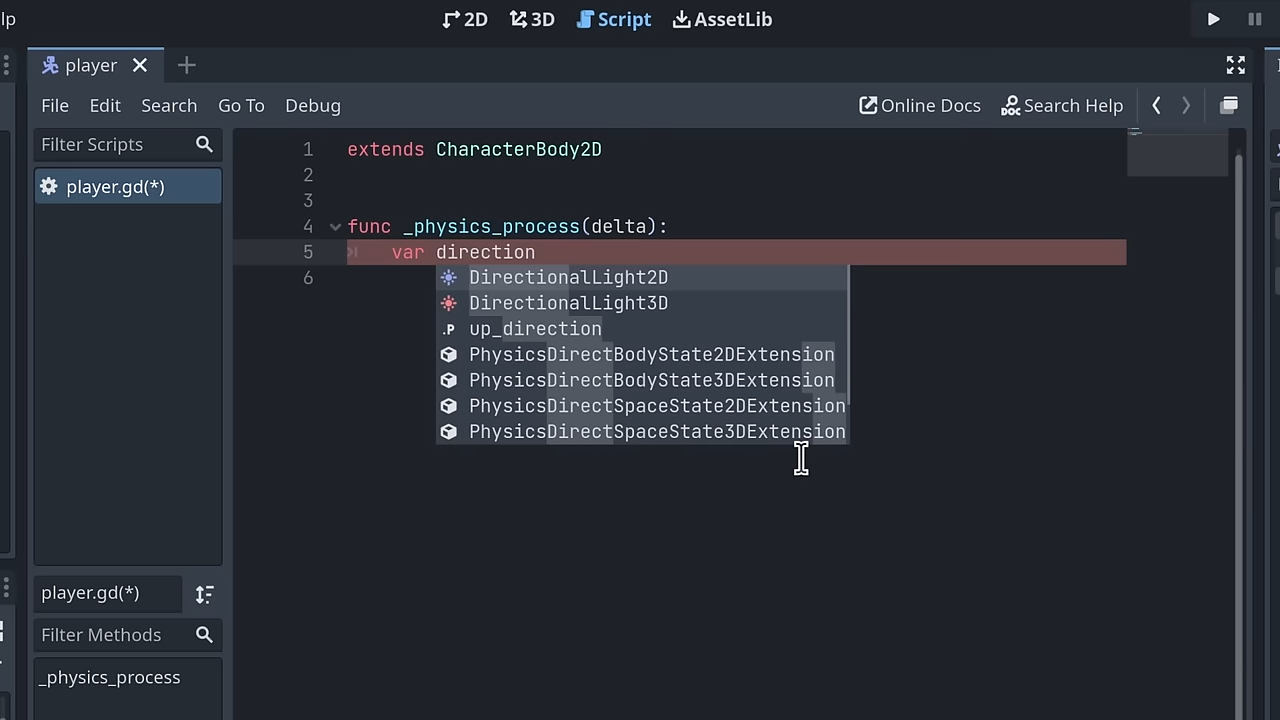 lp
2D 3D Script AssetLib
player
File Edit Search Go To Debug
Online Docs Search Help
Filter Scripts
player.gd(*)
1 extends CharacterBody2D
2
3
4 func _physics_process(delta):
5 var direction
6
DirectionalLight2D
DirectionalLight3D
.P up_direction
PhysicsDirectBodyState2DExtension
PhysicsDirectBodyState3DExtension
PhysicsDirectSpaceState2DExtension
PhysicsDirectSpaceState3DExtension
player.gd(*)
Filter Methods
_physics_process